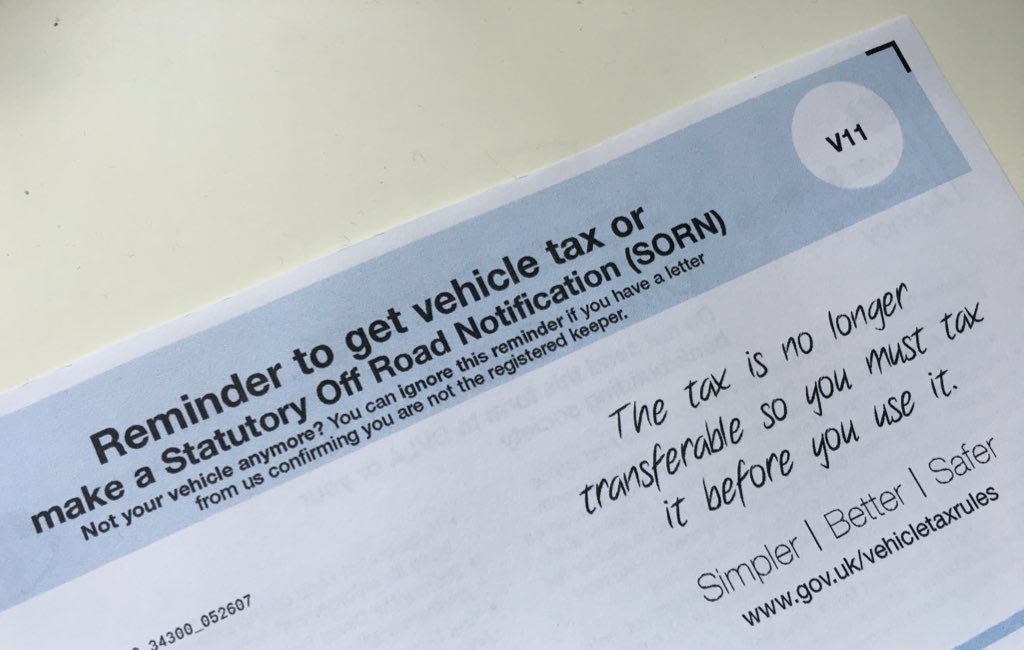 V11
Reminder to get vehicle tax or
make a Statutory Off Road Notification (SORN)
Not your vehicle anymore? You can ignore this reminder if you have a letter
from us confirming you are not the registered keeper.
The tax is no longer
transferable so you must tax
it before you use it.
Simpler | Better | Safer
www.gov.uk/vehicletaxrules
34300_052607